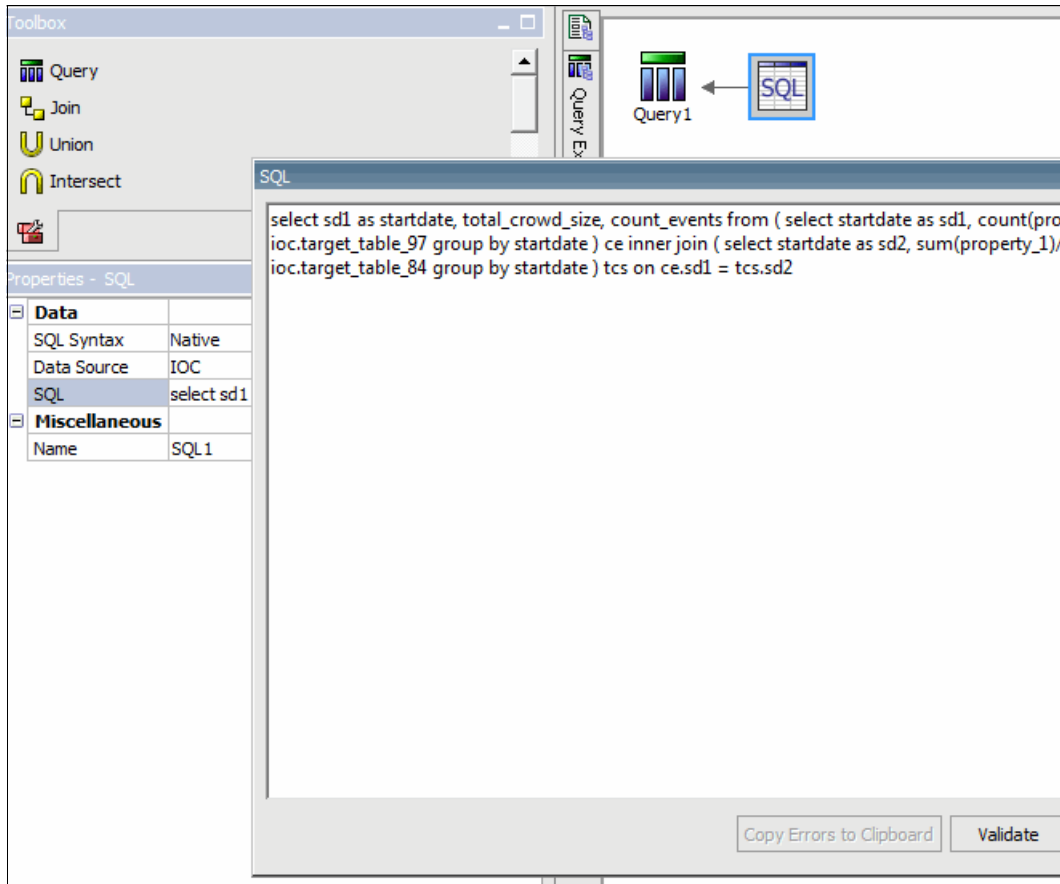 Toolbox
Query
Join
Union
Intersect
Query Ex
Query1
SQL
SQL
select sd1 as startdate, total_crowd_size, count_events from ( select startdate as sd1, count(pro
ioc.target_table_97 group by startdate ) ce inner join ( select startdate as sd2, sum(property_1)/
ioc.target_table_84 group by startdate ) tcs on ce.sd1 = tcs.sd2
Properties - SQL
Data
SQL Syntax Native
Data Source IOC
SQL select sd1
Miscellaneous
Name SQL1
Copy Errors to Clipboard Validate